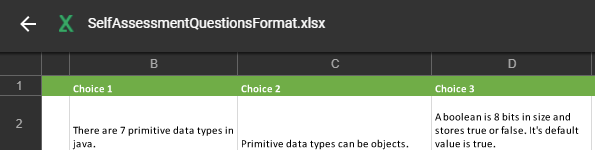 SelfAssessmentQuestionsFormat.xlsx
B C D
1 Choice 1 Choice 2 Choice 3
2
There are 7 primitive data types in
java.
Primitive data types can be objects.
A boolean is 8 bits in size and
stores true or false. It's default
value is true.